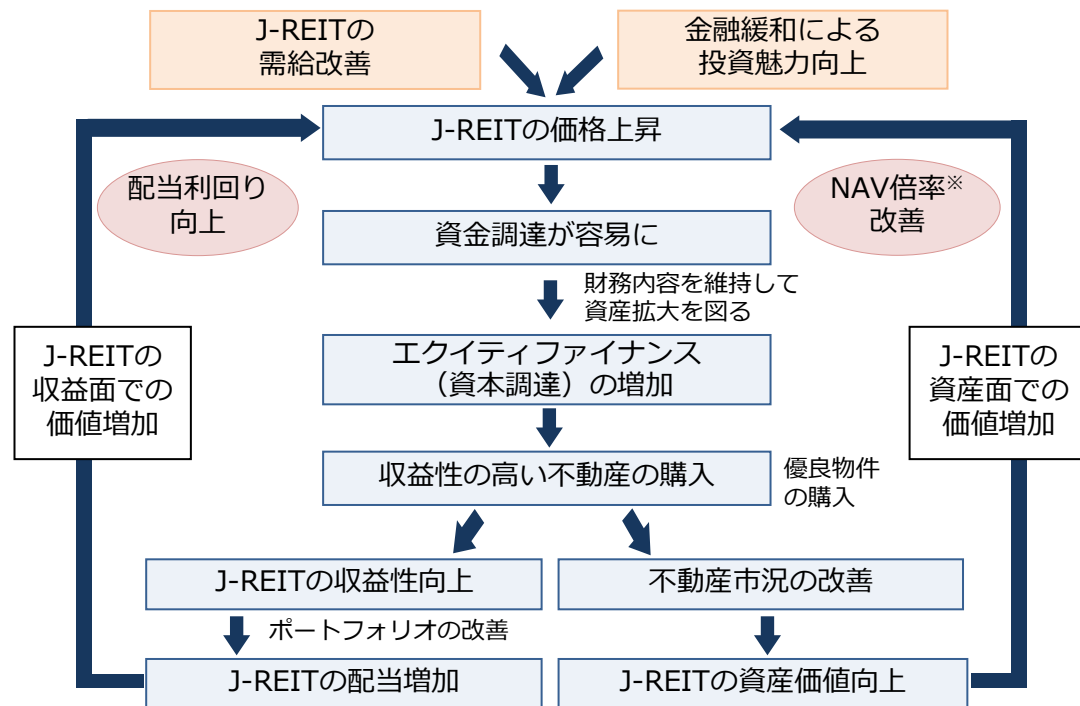 J-REITの
需給改善
金融緩和による
投資魅力向上
J-REITの価格上昇
配当利回り
向上
NAV倍率※
改善
資金調達が容易に
財務内容を維持して
資産拡大を図る
J-REITの
収益面での
価値増加
エクイティファイナンス
（資本調達）の増加
J-REITの
資産面での
価値増加
収益性の高い不動産の購入
優良物件
の購入
J-REITの収益性向上
不動産市況の改善
ポートフォリオの改善
J-REITの配当増加
J-REITの資産価値向上